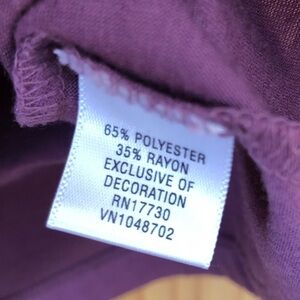 65% POLYESTER
35% RAYON
EXCLUSIVE OF
DECORATION
RN17730
VN1048702